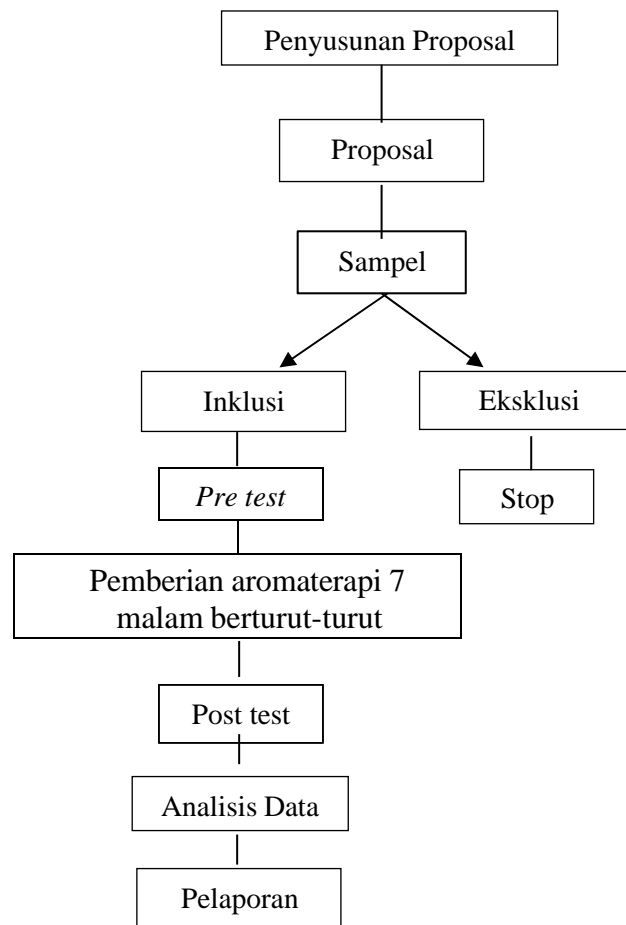 Penyusunan Proposal
Proposal
Sampel
Inklusi
Eksklusi
Pre test
Stop
Pemberian aromaterapi 7
malam berturut-turut
Post test
Analisis Data
Pelaporan